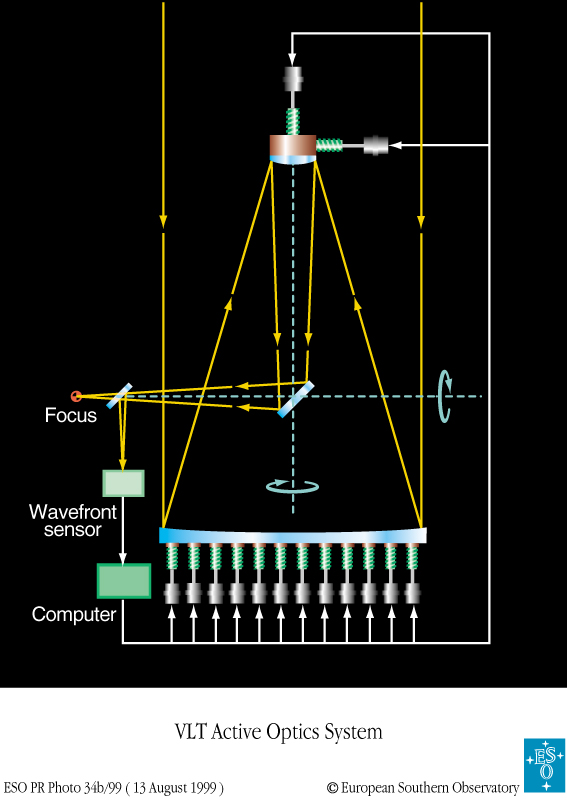 Focus
Wavefront
sensor
Computer
VLT Active Optics System
ESO PR Photo 34b/99 ( 13 August 1999 )
© European Southern Observatory
ES
O